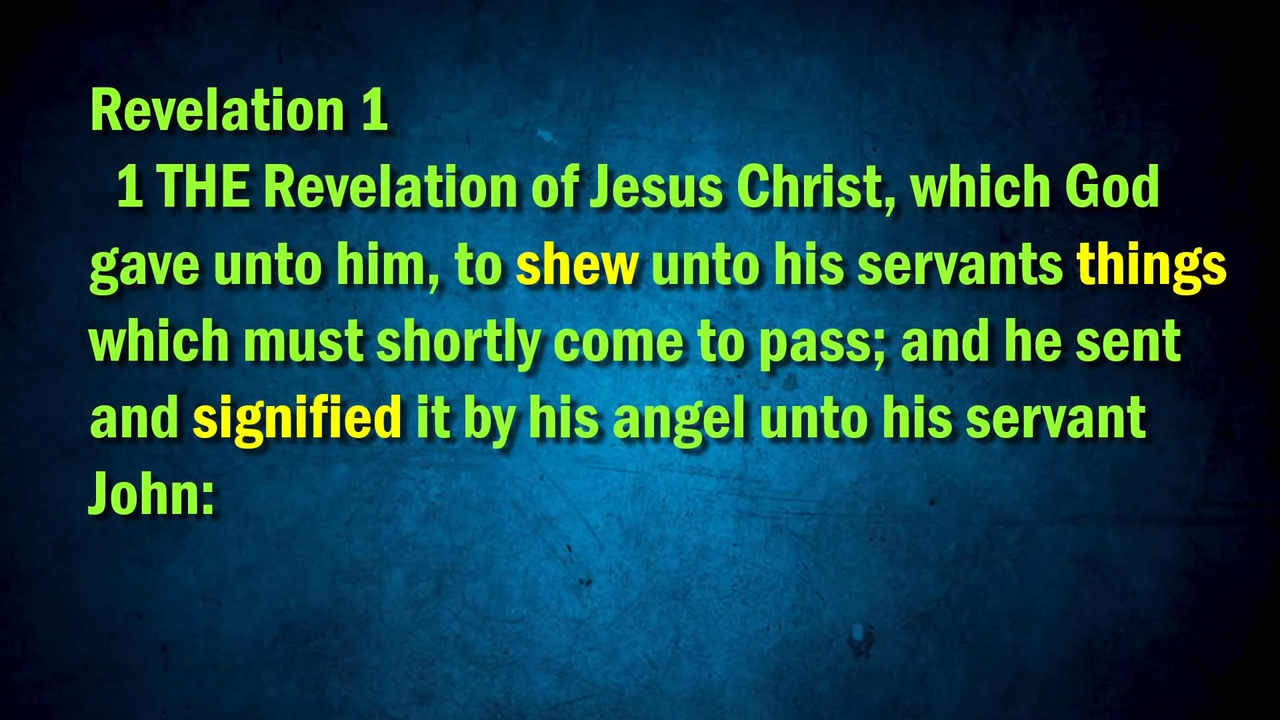 Revelation 1
1 THE Revelation of Jesus Christ, which God
gave unto him, to shew unto his servants things
which must shortly come to pass; and he sent
and signified it by his angel unto his servant
John: